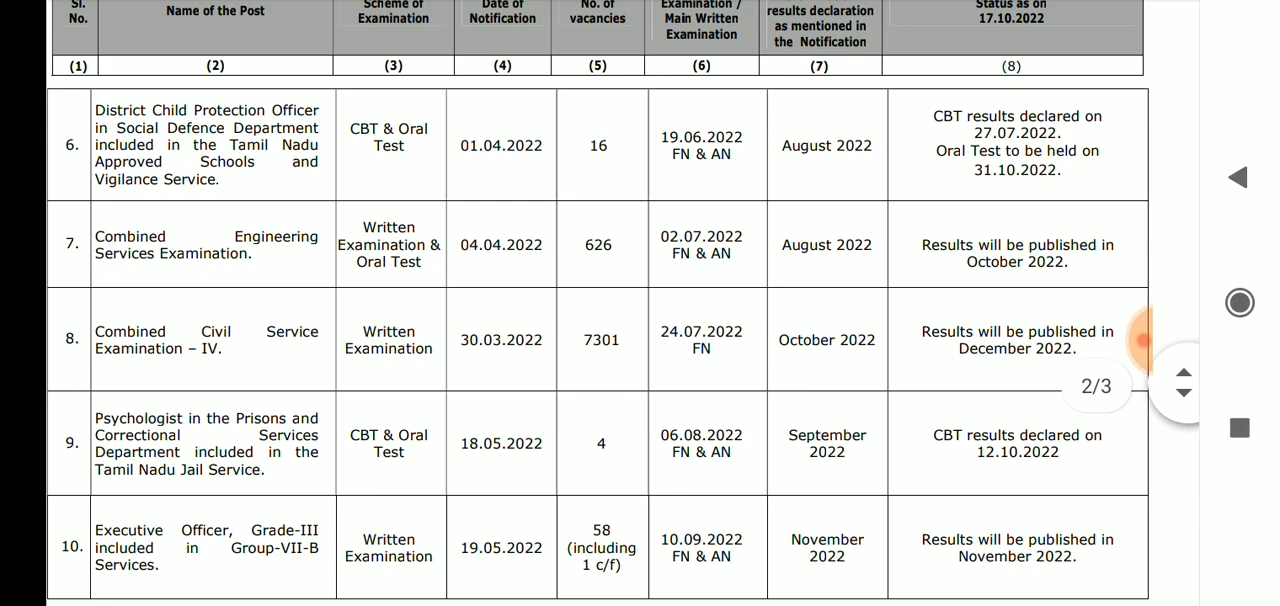 Sl.
No.
Name of the Post
Scheme of
Examination
Date of
Notification
No. of
vacancies
Examination /
Main Written
Examination
results declaration
as mentioned in
the Notification
Status as on
17.10.2022
(1)
(2)
(3)
(4)
(5)
(6)
(7)
(8)
6.
District Child Protection Officer
in Social Defence Department
included in the Tamil Nadu
Approved Schools and
Vigilance Service.
CBT & Oral
Test
01.04.2022
16
19.06.2022
FN & AN
August 2022
CBT results declared on
27.07.2022.
Oral Test to be held on
31.10.2022.
7.
Combined Engineering
Services Examination.
Written
Examination &
Oral Test
04.04.2022
626
02.07.2022
FN & AN
August 2022
Results will be published in
October 2022.
8.
Combined Civil Service
Examination – IV.
Written
Examination
30.03.2022
7301
24.07.2022
FN
October 2022
Results will be published in
December 2022.
2/3
9.
Psychologist in the Prisons and
Correctional Services
Department included in the
Tamil Nadu Jail Service.
CBT & Oral
Test
18.05.2022
4
06.08.2022
FN & AN
September
2022
CBT results declared on
12.10.2022
10.
Executive Officer, Grade-III
included in Group-VII-B
Services.
Written
Examination
19.05.2022
58
(including
1 c/f)
10.09.2022
FN & AN
November
2022
Results will be published in
November 2022.